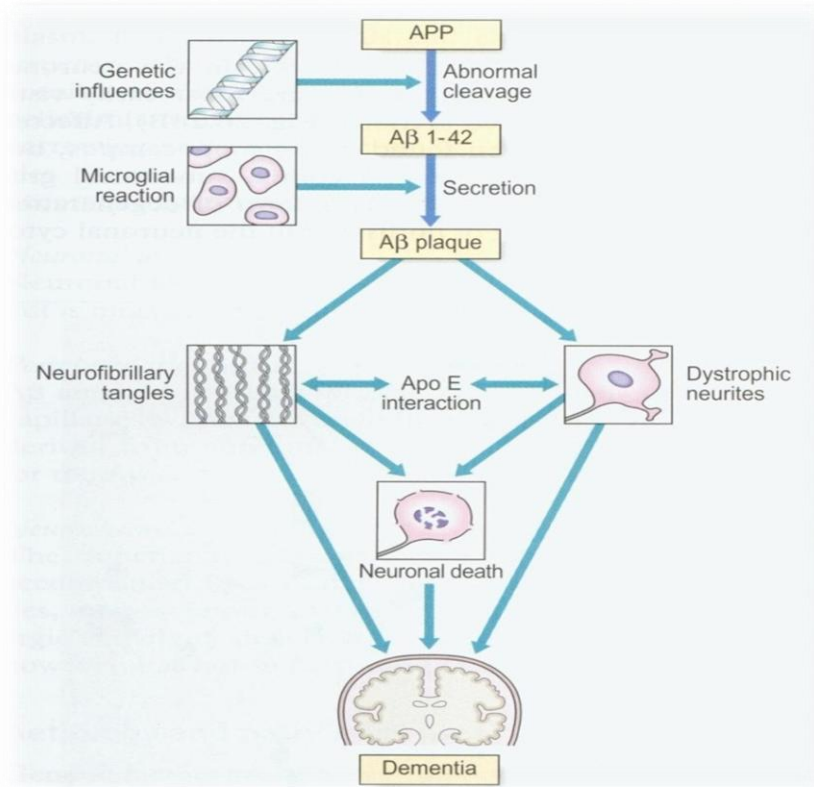 APP
Genetic
influences
Abnormal
cleavage
Aβ 1-42
Microglial
reaction
Secretion
Aβ plaque
Neurofibrillary
tangles
Apo E
interaction
Dystrophic
neurites
Neuronal death
Dementia